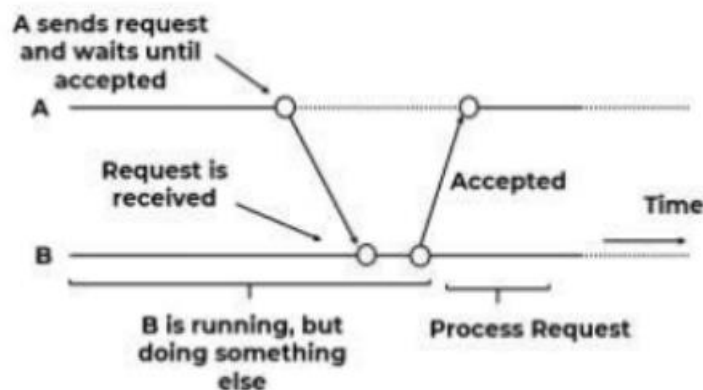 A sends request
and waits until
accepted
A
Request is
received
Accepted
Time
B
B is running, but
doing something
else
Process Request